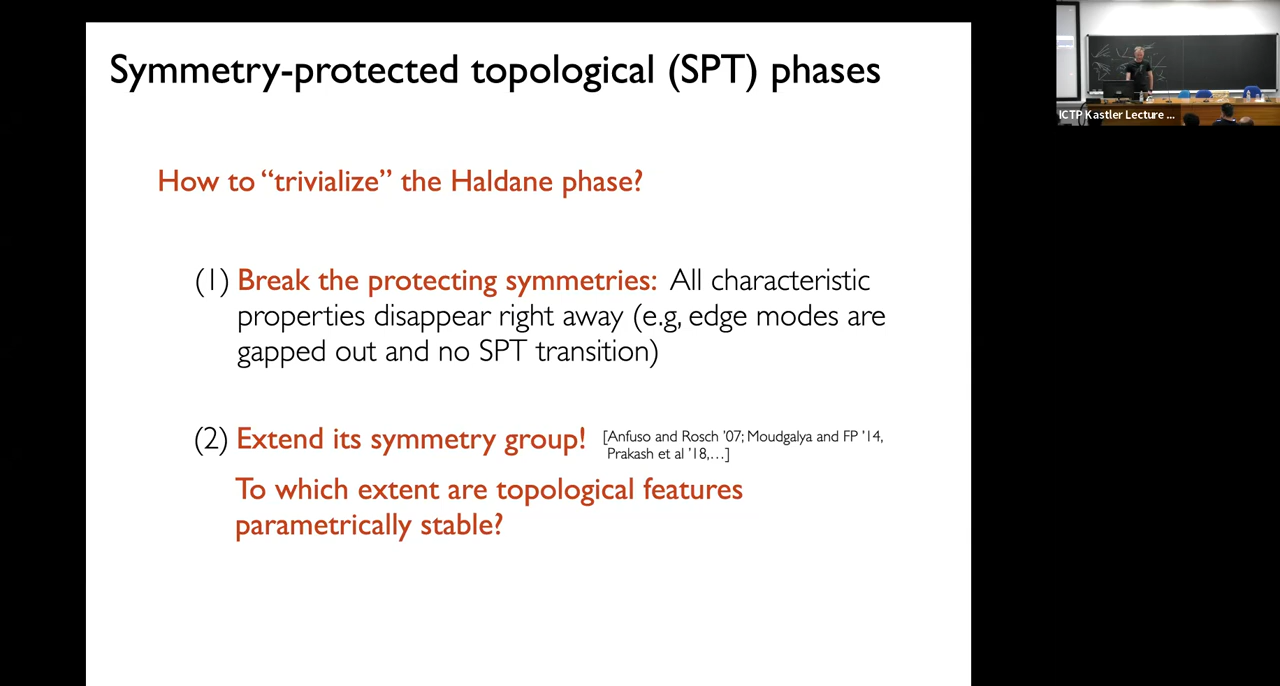 Symmetry-protected topological (SPT) phases
How to “trivialize” the Haldane phase?
(1) Break the protecting symmetries: All characteristic
properties disappear right away (e.g, edge modes are
gapped out and no SPT transition)
(2) Extend its symmetry group! [Anfuso and Rosch ’07; Moudgalya and FP ’14,
Prakash et al ’18,…]
To which extent are topological features
parametrically stable?
ICTP Kastler Lecture ...